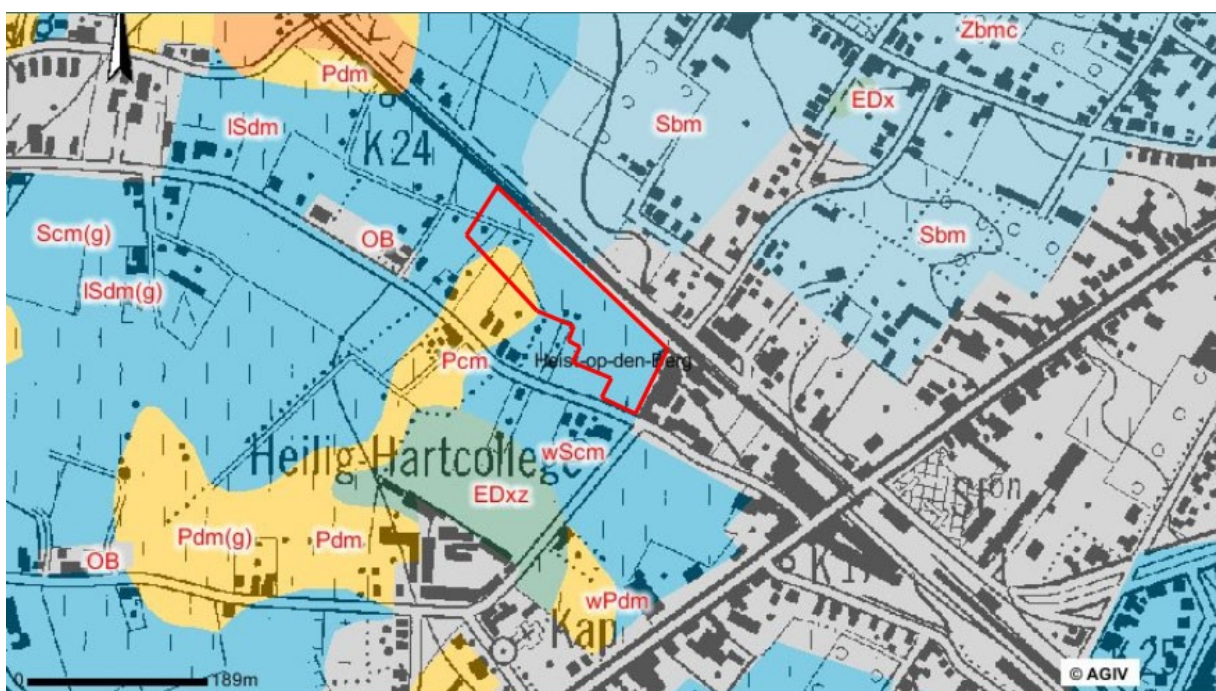 Zbmc
Pdm
EDx
lSdm
Sbm
K24
Scm(g)
OB
Sbm
lSdm(g)
Pcm
Heist-op-den-Berg
Heilig-Hartcollege
wScm
EDxz
Pdm(g)
Pdm
OB
wPdm
Kap
0
189m
© AGIV